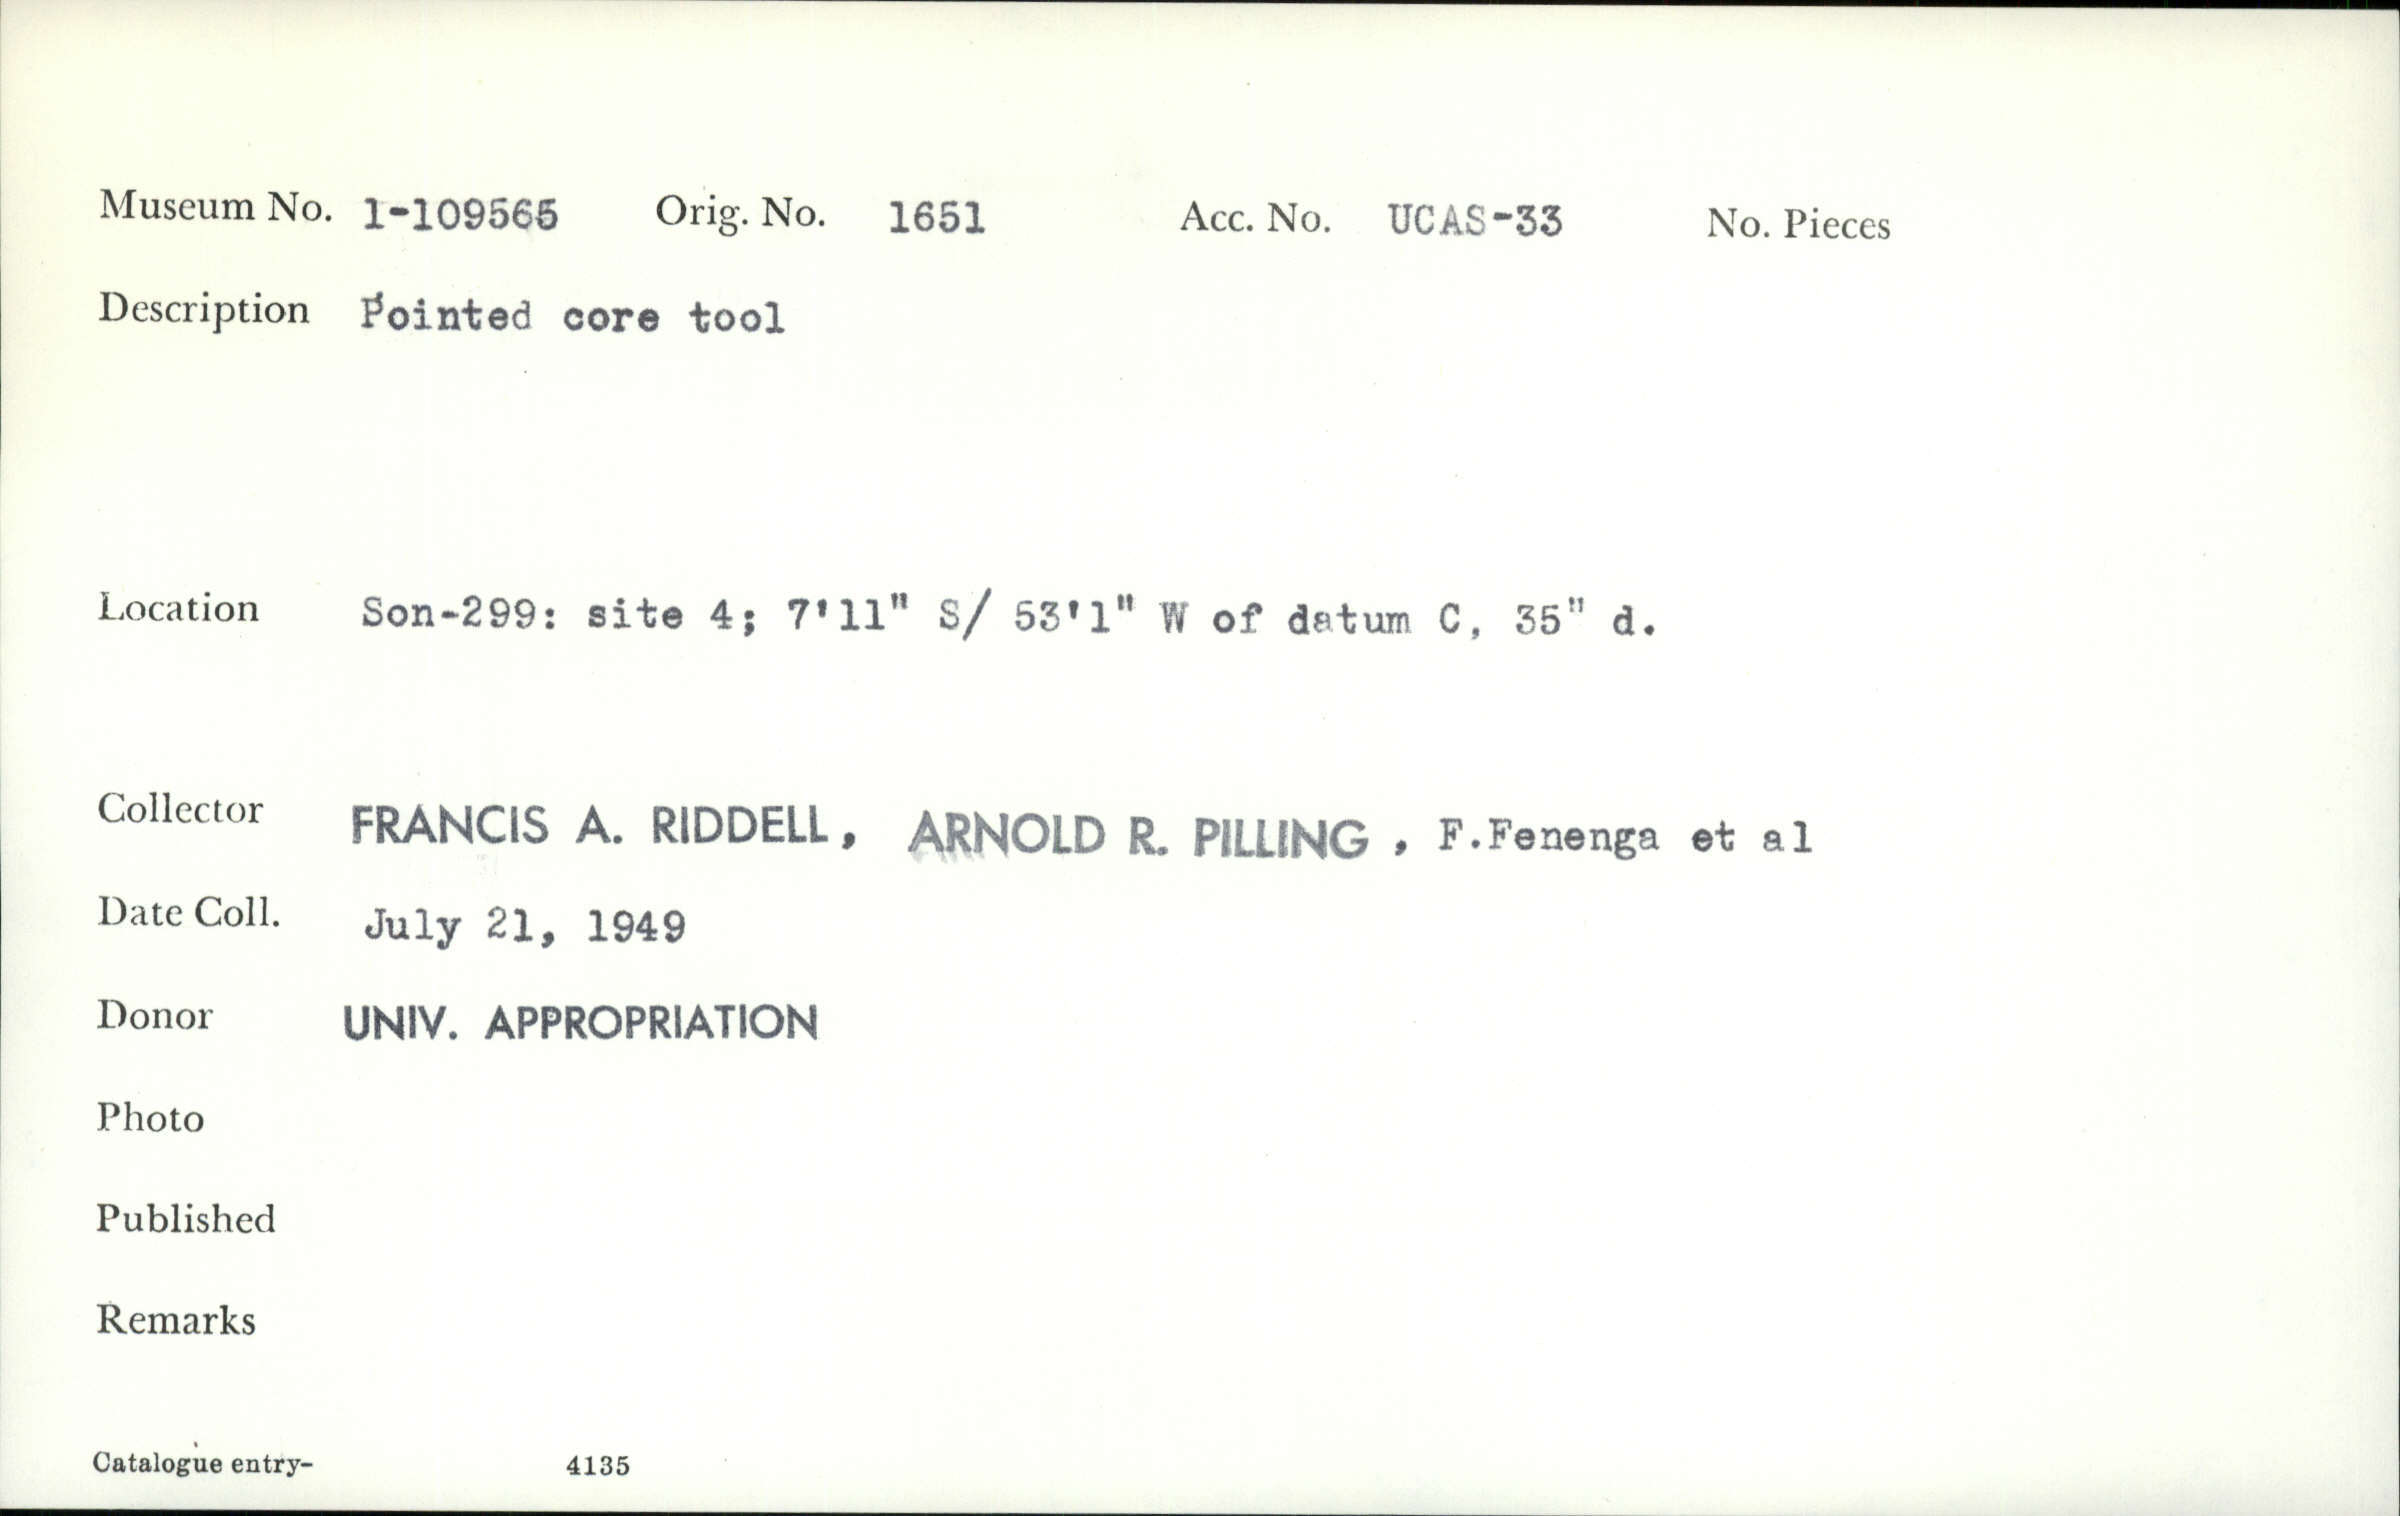 Museum No. 1-109565 Orig. No. 1651 Acc. No. UCAS-33 No. Pieces
Description Pointed core tool
Location Son-299: site 4; 7'11" S/ 53'1" W of datum C, 35" d.
Collector FRANCIS A. RIDDELL, ARNOLD R. PILLING, F.Fenenga et al
Date Coll. July 21, 1949
Donor UNIV. APPROPRIATION
Photo
Published
Remarks
Catalogue entry- 4135